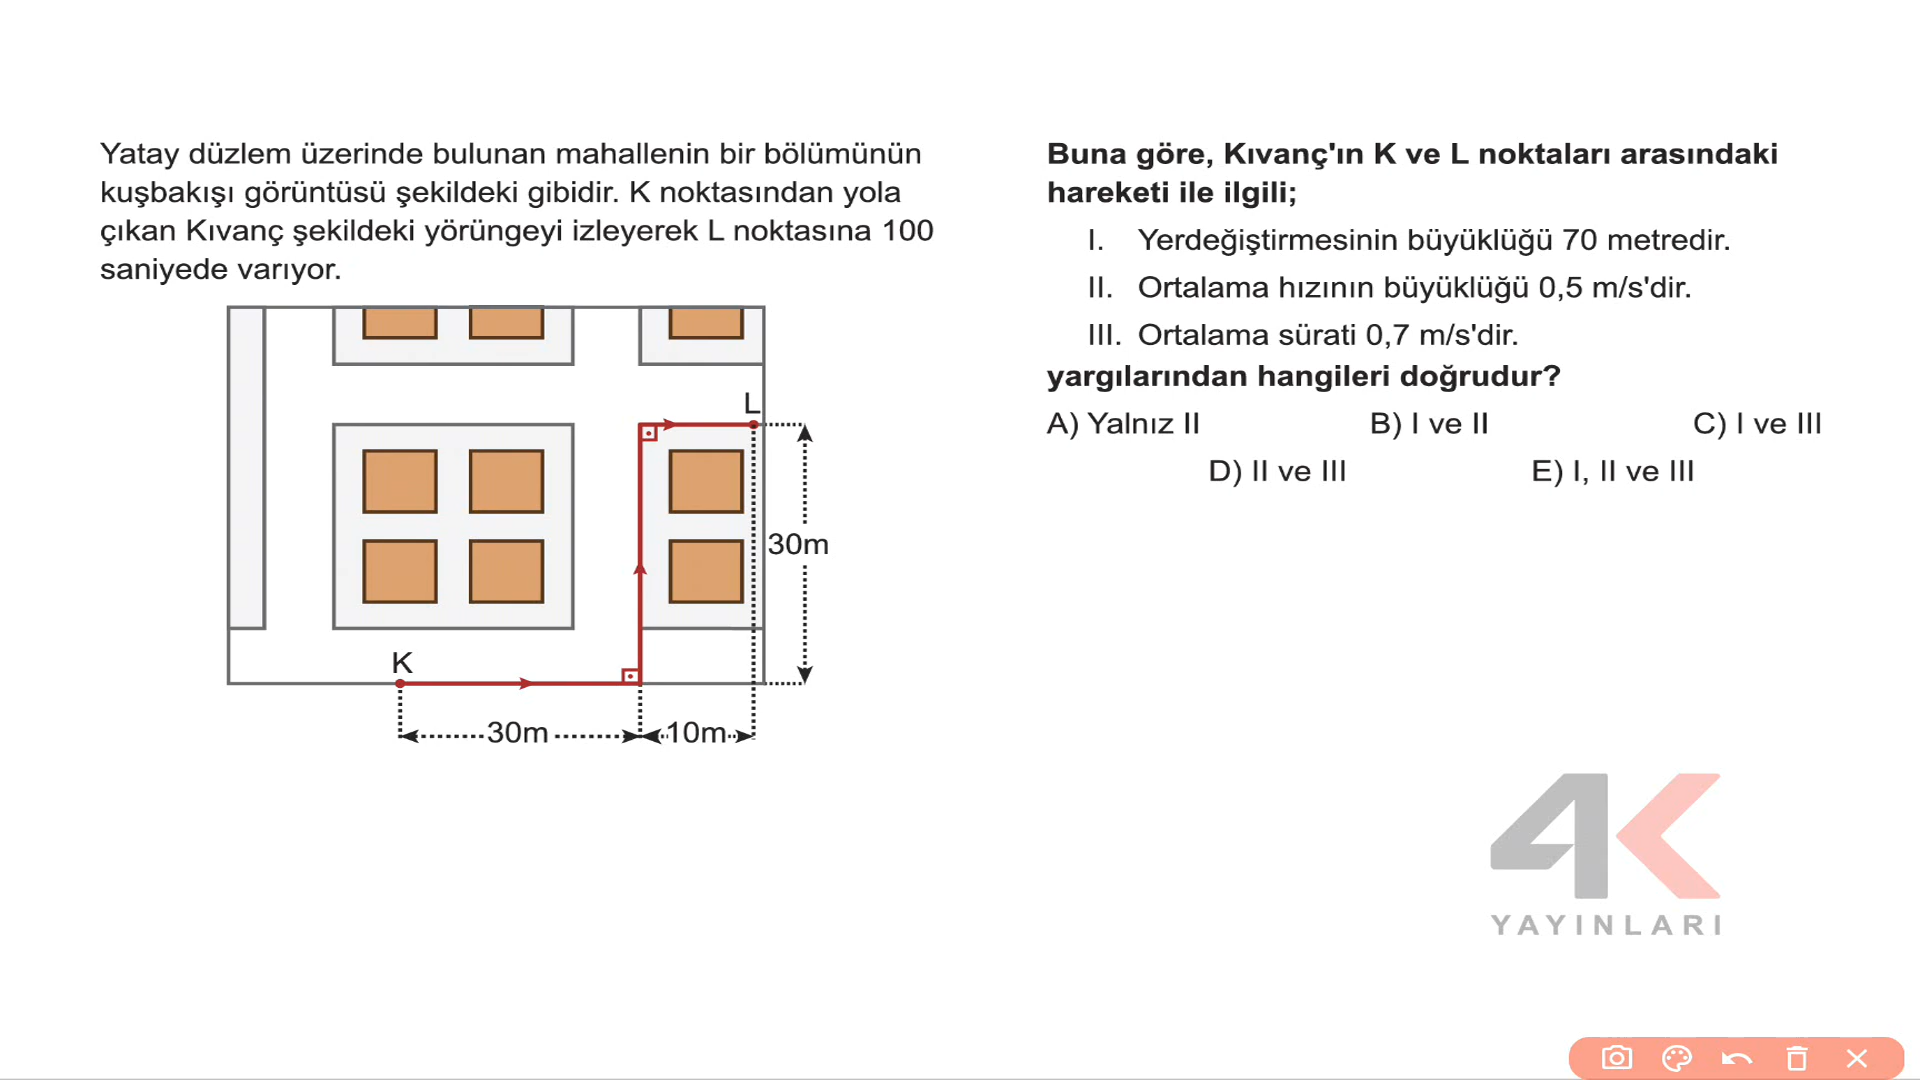 Yatay düzlem üzerinde bulunan mahallenin bir bölümünün
kuşbakışı görüntüsü şekildeki gibidir. K noktasından yola
çıkan Kıvanç şekildeki yörüngeyi izleyerek L noktasına 100
saniyede varıyor.
L
30m
K
30m
10m
Buna göre, Kıvanç'ın K ve L noktaları arasındaki
hareketi ile ilgili;
I. Yerdeğiştirmesinin büyüklüğü 70 metredir.
II. Ortalama hızının büyüklüğü 0,5 m/s'dir.
III. Ortalama sürati 0,7 m/s'dir.
yargılarından hangileri doğrudur?
A) Yalnız II B) I ve II C) I ve III
D) II ve III E) I, II ve III
4K
YAYINLARI